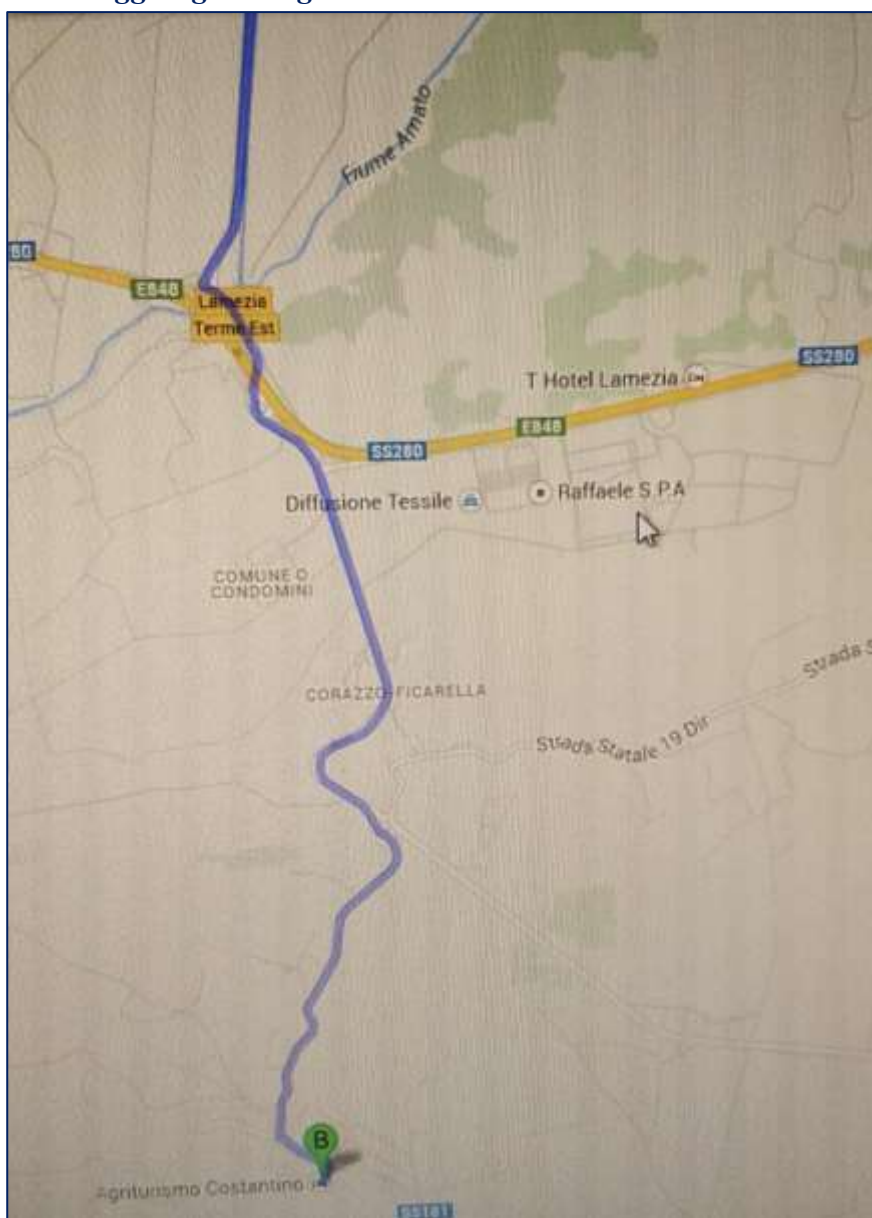 Fiume Amato
80
E848
Lamezia
Terme Est
SS280
T Hotel Lamezia
E848
SS280
Diffusione Tessile
Raffaele S.P.A
COMUNE O
CONDOMINI
Strada S
CORAZZO-FICARELLA
Strada Statale 19 Dir
B
Agriturismo Costantino
SS181